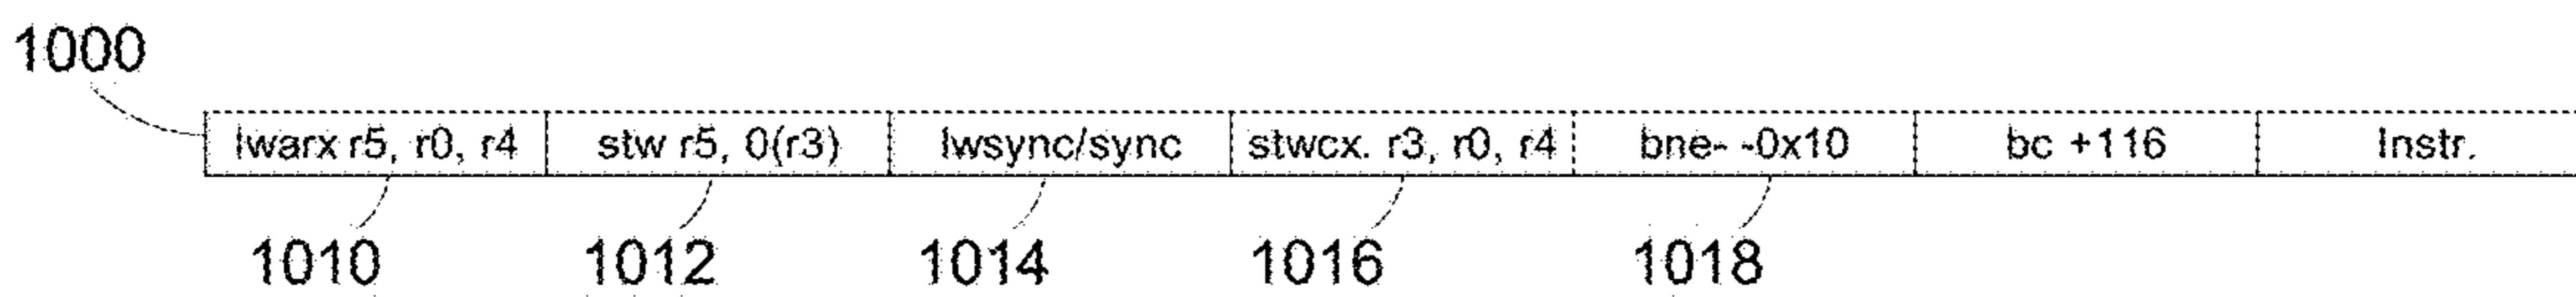 1000
lwarx r5, r0, r4 stw r5, 0(r3) lwsync/sync stwcx. r3, r0, r4 bne- -0x10 bc +116 Instr.
1010 1012 1014 1016 1018